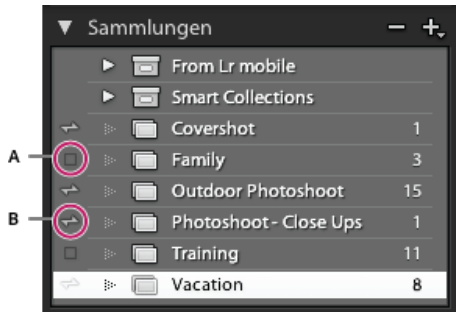 Sammlungen
From Lr mobile
Smart Collections
Covershot 1
A Family 3
Outdoor Photoshoot 15
B Photoshoot - Close Ups 1
Training 11
Vacation 8